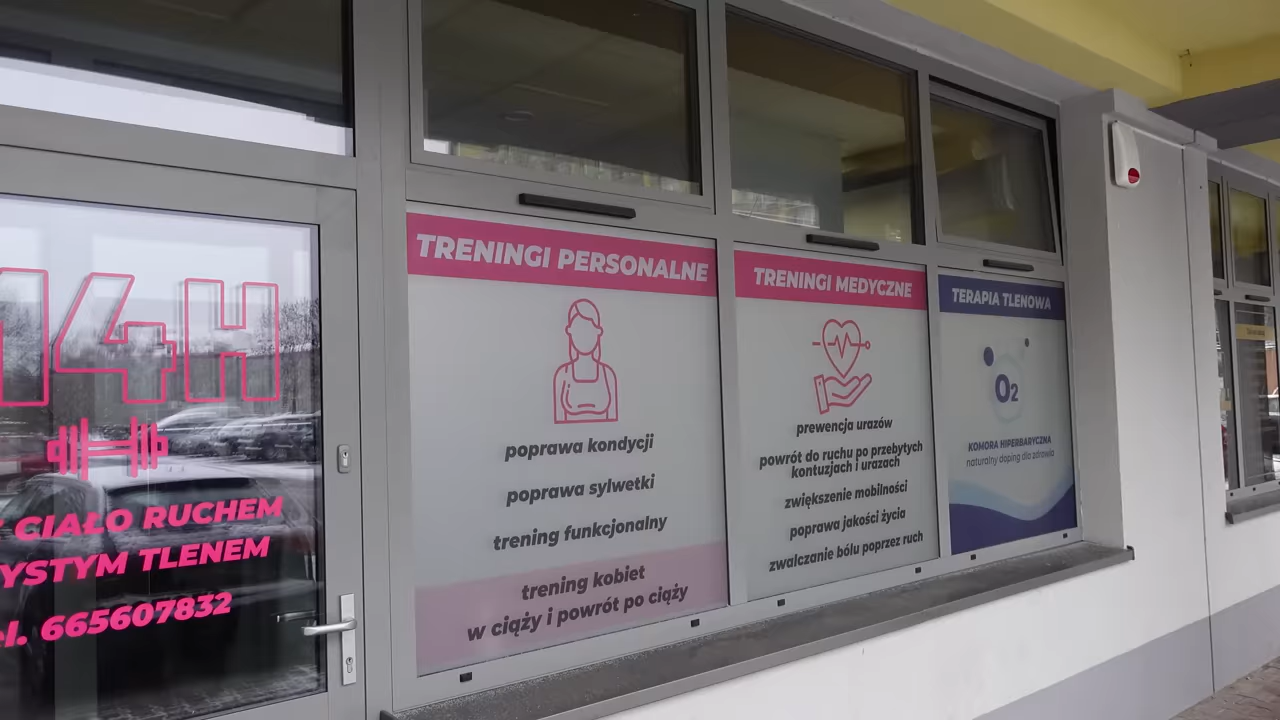 14H
CIAŁO RUCHEM
YSTYM TLENEM
el. 665607832
TRENINGI PERSONALNE
poprawa kondycji
poprawa sylwetki
trening funkcjonalny
trening kobiet
w ciąży i powrót po ciąży
TRENINGI MEDYCZNE
prewencja urazów
powrót do ruchu po przebytych
kontuzjach i urazach
zwiększenie mobilności
poprawa jakości życia
zwalczanie bólu poprzez ruch
TERAPIA TLENOWA
O2
KOMORA HIPERBARYCZNA
naturalny doping dla zdrowia